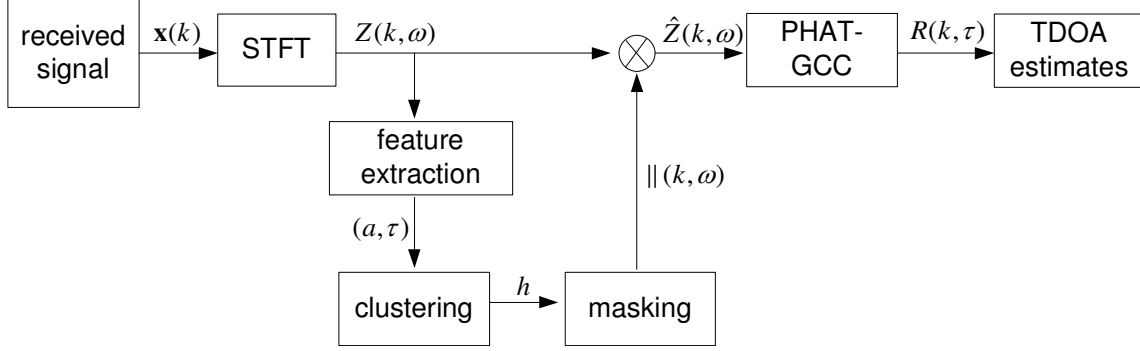 received
signal
𝐱(k)
STFT
Z(k, ω)
Ẑ(k, ω)
PHAT-
GCC
R(k, τ)
TDOA
estimates
feature
extraction
|| (k, ω)
(a, τ)
clustering
h
masking